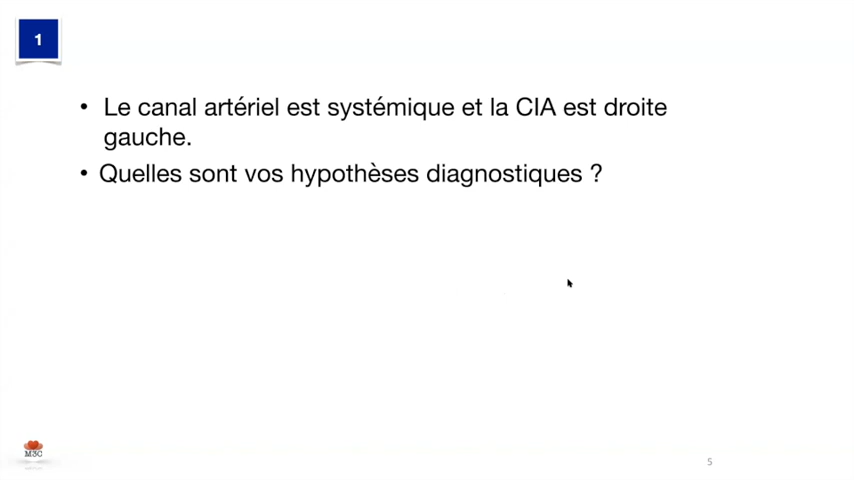 1
• Le canal artériel est systémique et la CIA est droite
gauche.
• Quelles sont vos hypothèses diagnostiques ?
M3C
5